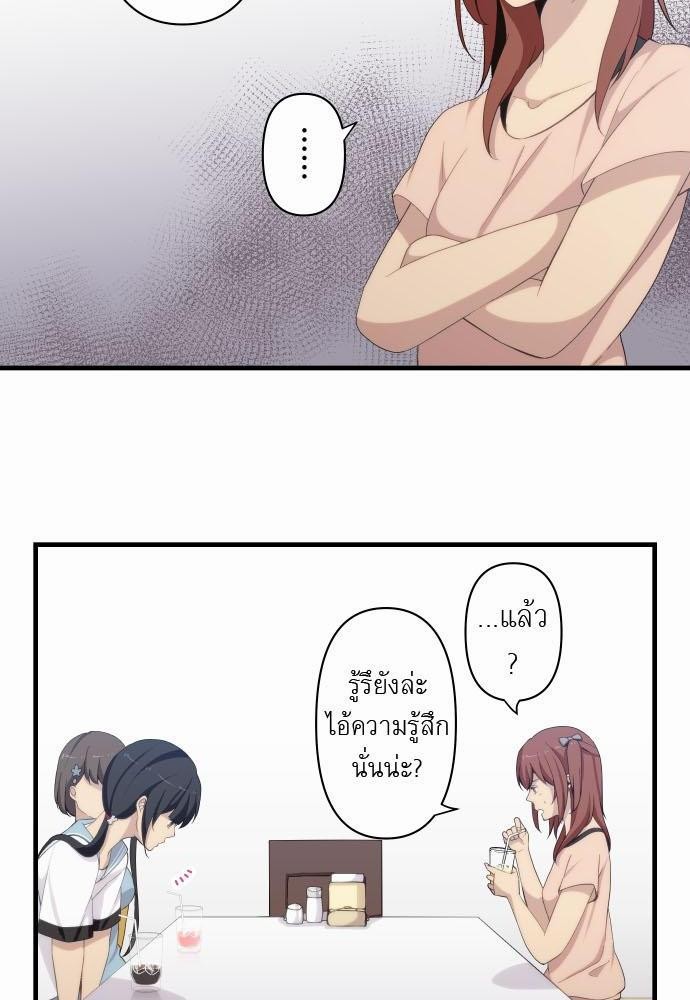 ......
...แล้ว
?
รู้รึยังล่ะ
ไอ้ความรู้สึก
นั่นน่ะ?